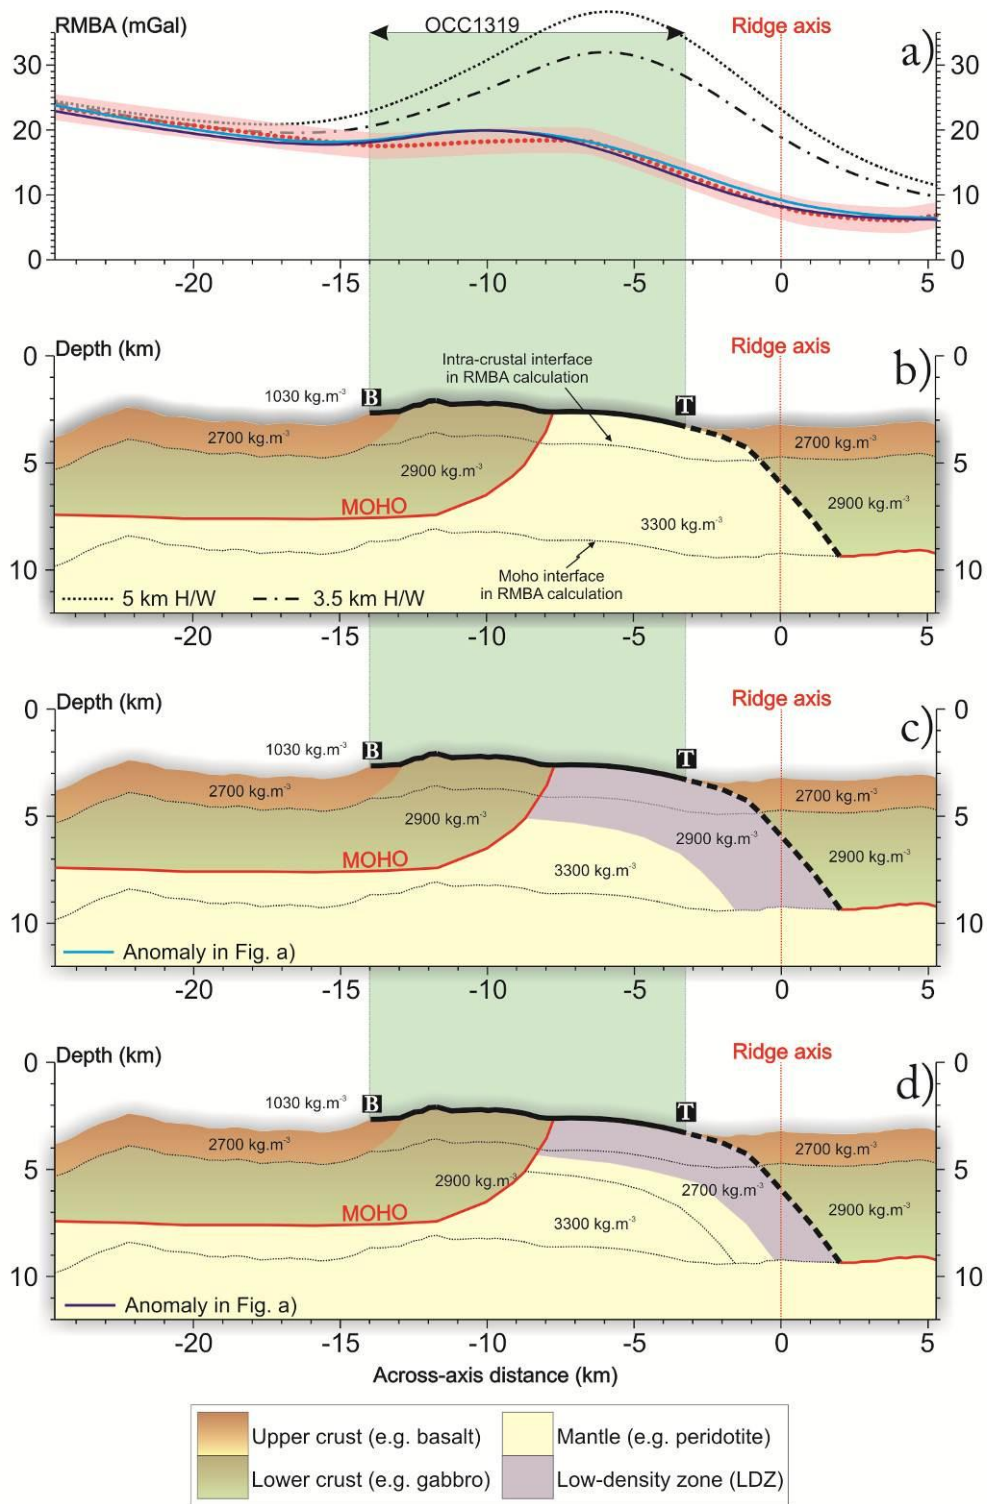 RMBA (mGal)
OCC1319
Ridge axis
a)
30 30
20 20
10 10
0 0
-20 -15 -10 -5 0 5
Depth (km)
Ridge axis
b)
0 0
Intra-crustal interface
in RMBA calculation
1030 kg.m-3
B
T
2700 kg.m-3
2700 kg.m-3
5 5
2900 kg.m-3
2900 kg.m-3
MOHO
3300 kg.m-3
10 10
Moho interface
in RMBA calculation
5 km H/W
3.5 km H/W
-20 -15 -10 -5 0 5
Depth (km)
Ridge axis
c)
0 0
1030 kg.m-3
B
T
2700 kg.m-3
2700 kg.m-3
5 5
2900 kg.m-3
2900 kg.m-3
2900 kg.m-3
MOHO
3300 kg.m-3
10 10
Anomaly in Fig. a)
-20 -15 -10 -5 0 5
Depth (km)
Ridge axis
d)
0 0
1030 kg.m-3
B
T
2700 kg.m-3
2700 kg.m-3
5 5
2900 kg.m-3
2700 kg.m-3
2900 kg.m-3
MOHO
3300 kg.m-3
10 10
Anomaly in Fig. a)
-20 -15 -10 -5 0 5
Across-axis distance (km)
Upper crust (e.g. basalt)
Mantle (e.g. peridotite)
Lower crust (e.g. gabbro)
Low-density zone (LDZ)